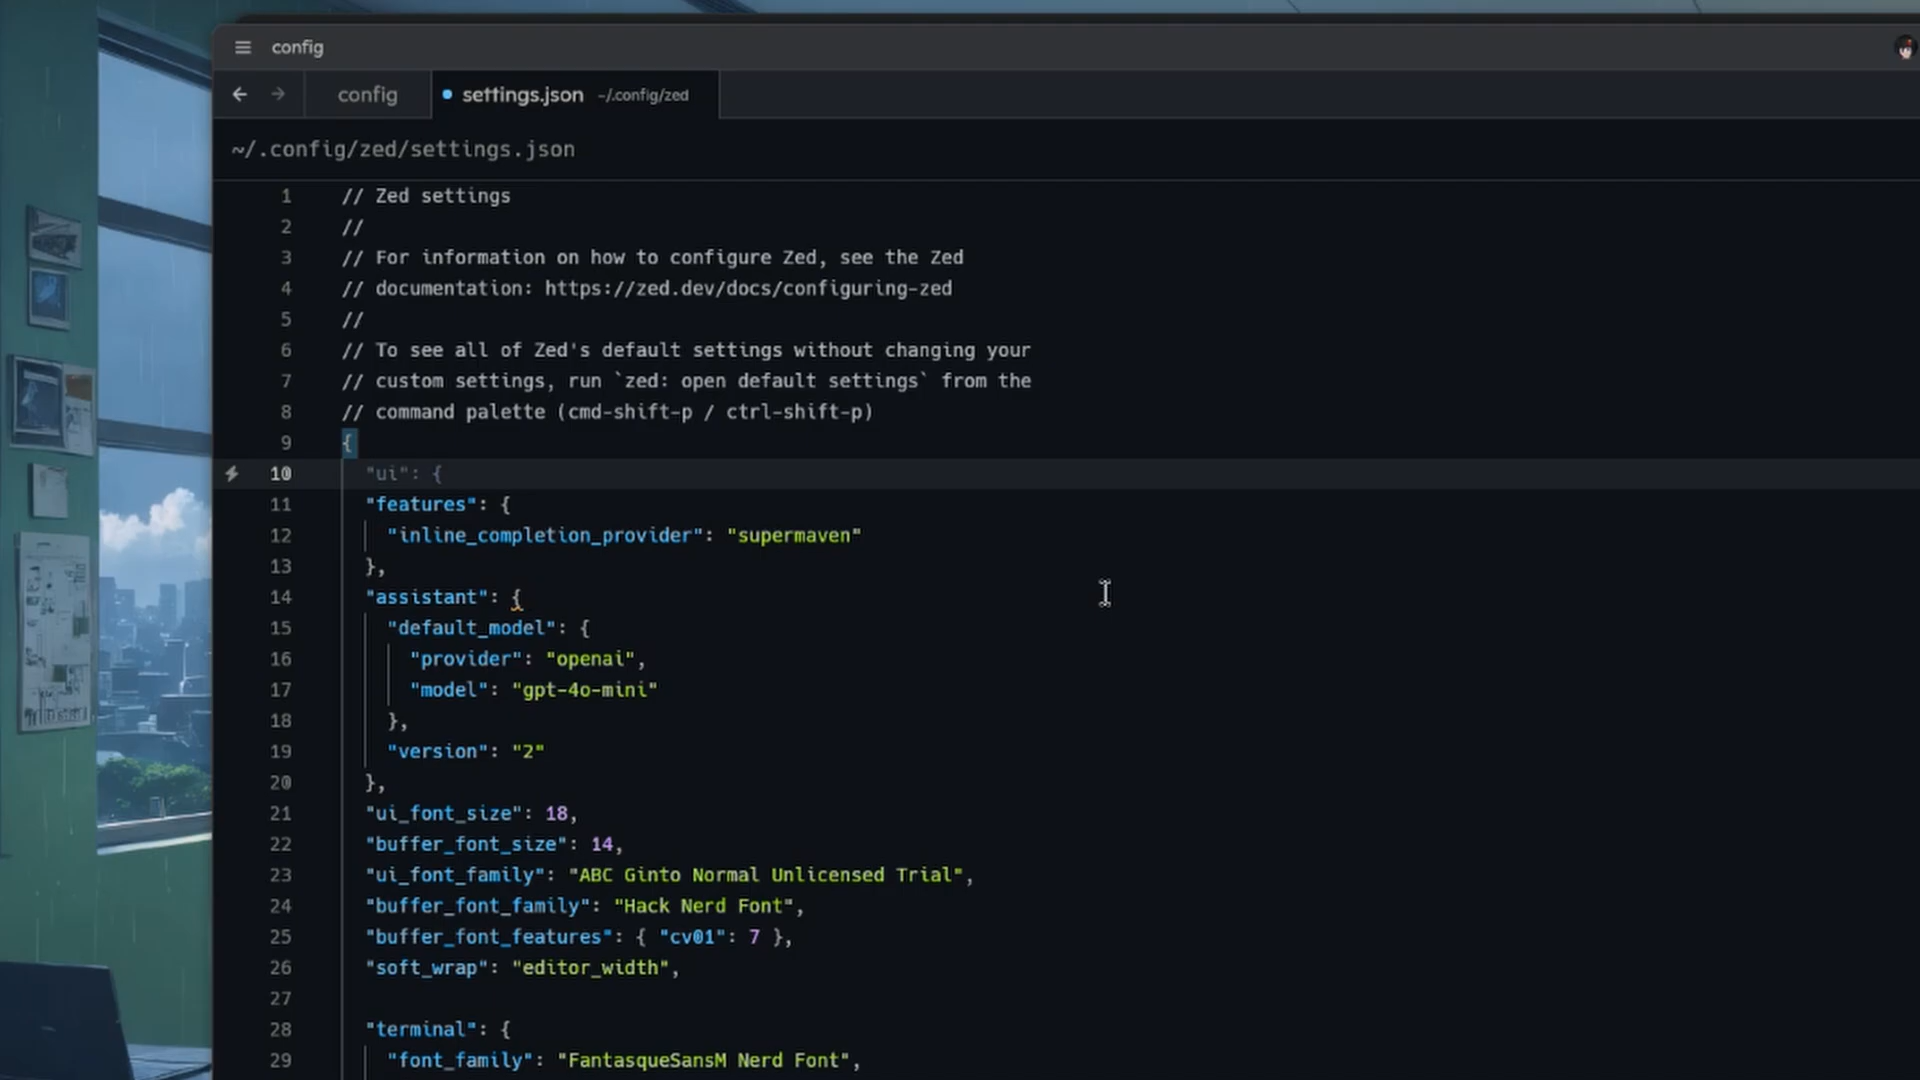 config
config
settings.json ~/.config/zed
~/.config/zed/settings.json
1 // Zed settings
2 //
3 // For information on how to configure Zed, see the Zed
4 // documentation: https://zed.dev/docs/configuring-zed
5 //
6 // To see all of Zed's default settings without changing your
7 // custom settings, run `zed: open default settings` from the
8 // command palette (cmd-shift-p / ctrl-shift-p)
9 {
10 "ui": {
11 "features": {
12 "inline_completion_provider": "supermaven"
13 },
14 "assistant": {
15 "default_model": {
16 "provider": "openai",
17 "model": "gpt-4o-mini"
18 },
19 "version": "2"
20 },
21 "ui_font_size": 18,
22 "buffer_font_size": 14,
23 "ui_font_family": "ABC Ginto Normal Unlicensed Trial",
24 "buffer_font_family": "Hack Nerd Font",
25 "buffer_font_features": { "cv01": 7 },
26 "soft_wrap": "editor_width",
27
28 "terminal": {
29 "font_family": "FantasqueSansM Nerd Font",